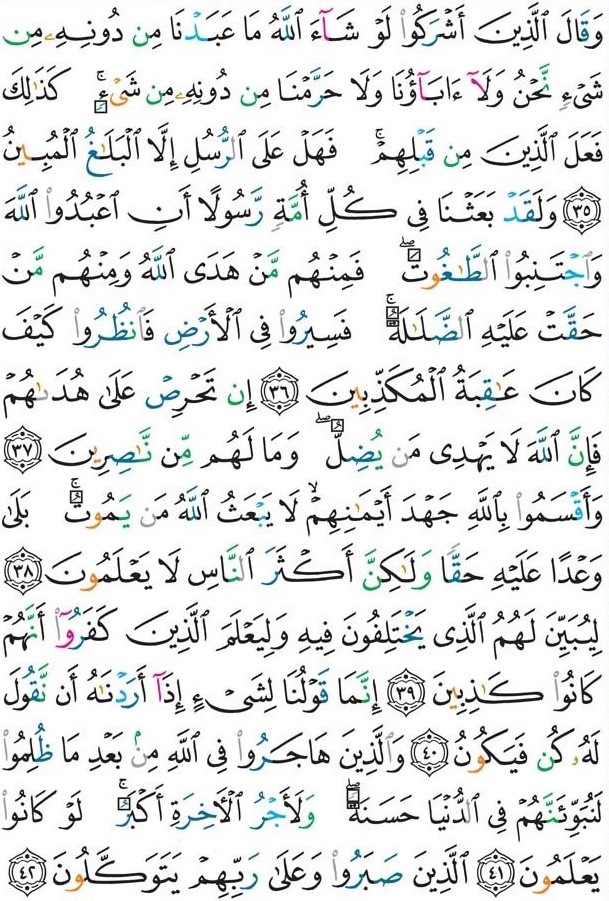 وَقَالَ ٱلَّذِينَ أَشۡرَكُواْ لَوۡ شَآءَ ٱللَّهُ مَا عَبَدۡنَا مِن دُونِهِۦ مِن
شَيۡءٖ نَّحۡنُ وَلَآ ءَابَآؤُنَا وَلَا حَرَّمۡنَا مِن دُونِهِۦ مِن شَيۡءٖۚ كَذَٰلِكَ
فَعَلَ ٱلَّذِينَ مِن قَبۡلِهِمۡۚ فَهَلۡ عَلَى ٱلرُّسُلِ إِلَّا ٱلۡبَلَٰغُ ٱلۡمُبِينُ
٣٥ وَلَقَدۡ بَعَثۡنَا فِي كُلِّ أُمَّةٖ رَّسُولًا أَنِ ٱعۡبُدُواْ ٱللَّهَ
وَٱجۡتَنِبُواْ ٱلطَّٰغُوتَۖ فَمِنۡهُم مَّنۡ هَدَى ٱللَّهُ وَمِنۡهُم مَّنۡ
حَقَّتۡ عَلَيۡهِ ٱلضَّلَٰلَةُۚ فَسِيرُواْ فِي ٱلۡأَرۡضِ فَٱنظُرُواْ كَيۡفَ
كَانَ عَٰقِبَةُ ٱلۡمُكَذِّبِينَ ٣٦ إِن تَحۡرِصۡ عَلَىٰ هُدَىٰهُمۡ
فَإِنَّ ٱللَّهَ لَا يَهۡدِي مَن يُضِلُّۖ وَمَا لَهُم مِّن نَّٰصِرِينَ ٣٧
وَأَقۡسَمُواْ بِٱللَّهِ جَهۡدَ أَيۡمَٰنِهِمۡۙ لَا يَبۡعَثُ ٱللَّهُ مَن يَمُوتُۚ بَلَىٰ
وَعۡدًا عَلَيۡهِ حَقّٗا وَلَٰكِنَّ أَكۡثَرَ ٱلنَّاسِ لَا يَعۡلَمُونَ ٣٨
لِيُبَيِّنَ لَهُمُ ٱلَّذِي يَخۡتَلِفُونَ فِيهِ وَلِيَعۡلَمَ ٱلَّذِينَ كَفَرُوٓاْ أَنَّهُمۡ
كَانُواْ كَٰذِبِينَ ٣٩ إِنَّمَا قَوۡلُنَا لِشَيۡءٍ إِذَآ أَرَدۡنَٰهُ أَن نَّقُولَ
لَهُۥ كُن فَيَكُونُ ٤٠ وَٱلَّذِينَ هَاجَرُواْ فِي ٱللَّهِ مِنۢ بَعۡدِ مَا ظُلِمُواْ
لَنُبَوِّئَنَّهُمۡ فِي ٱلدُّنۡيَا حَسَنَةٗۖ وَلَأَجۡرُ ٱلۡأٓخِرَةِ أَكۡبَرُۚ لَوۡ كَانُواْ
يَعۡلَمُونَ ٤١ ٱلَّذِينَ صَبَرُواْ وَعَلَىٰ رَبِّهِمۡ يَتَوَكَّلُونَ ٤٢